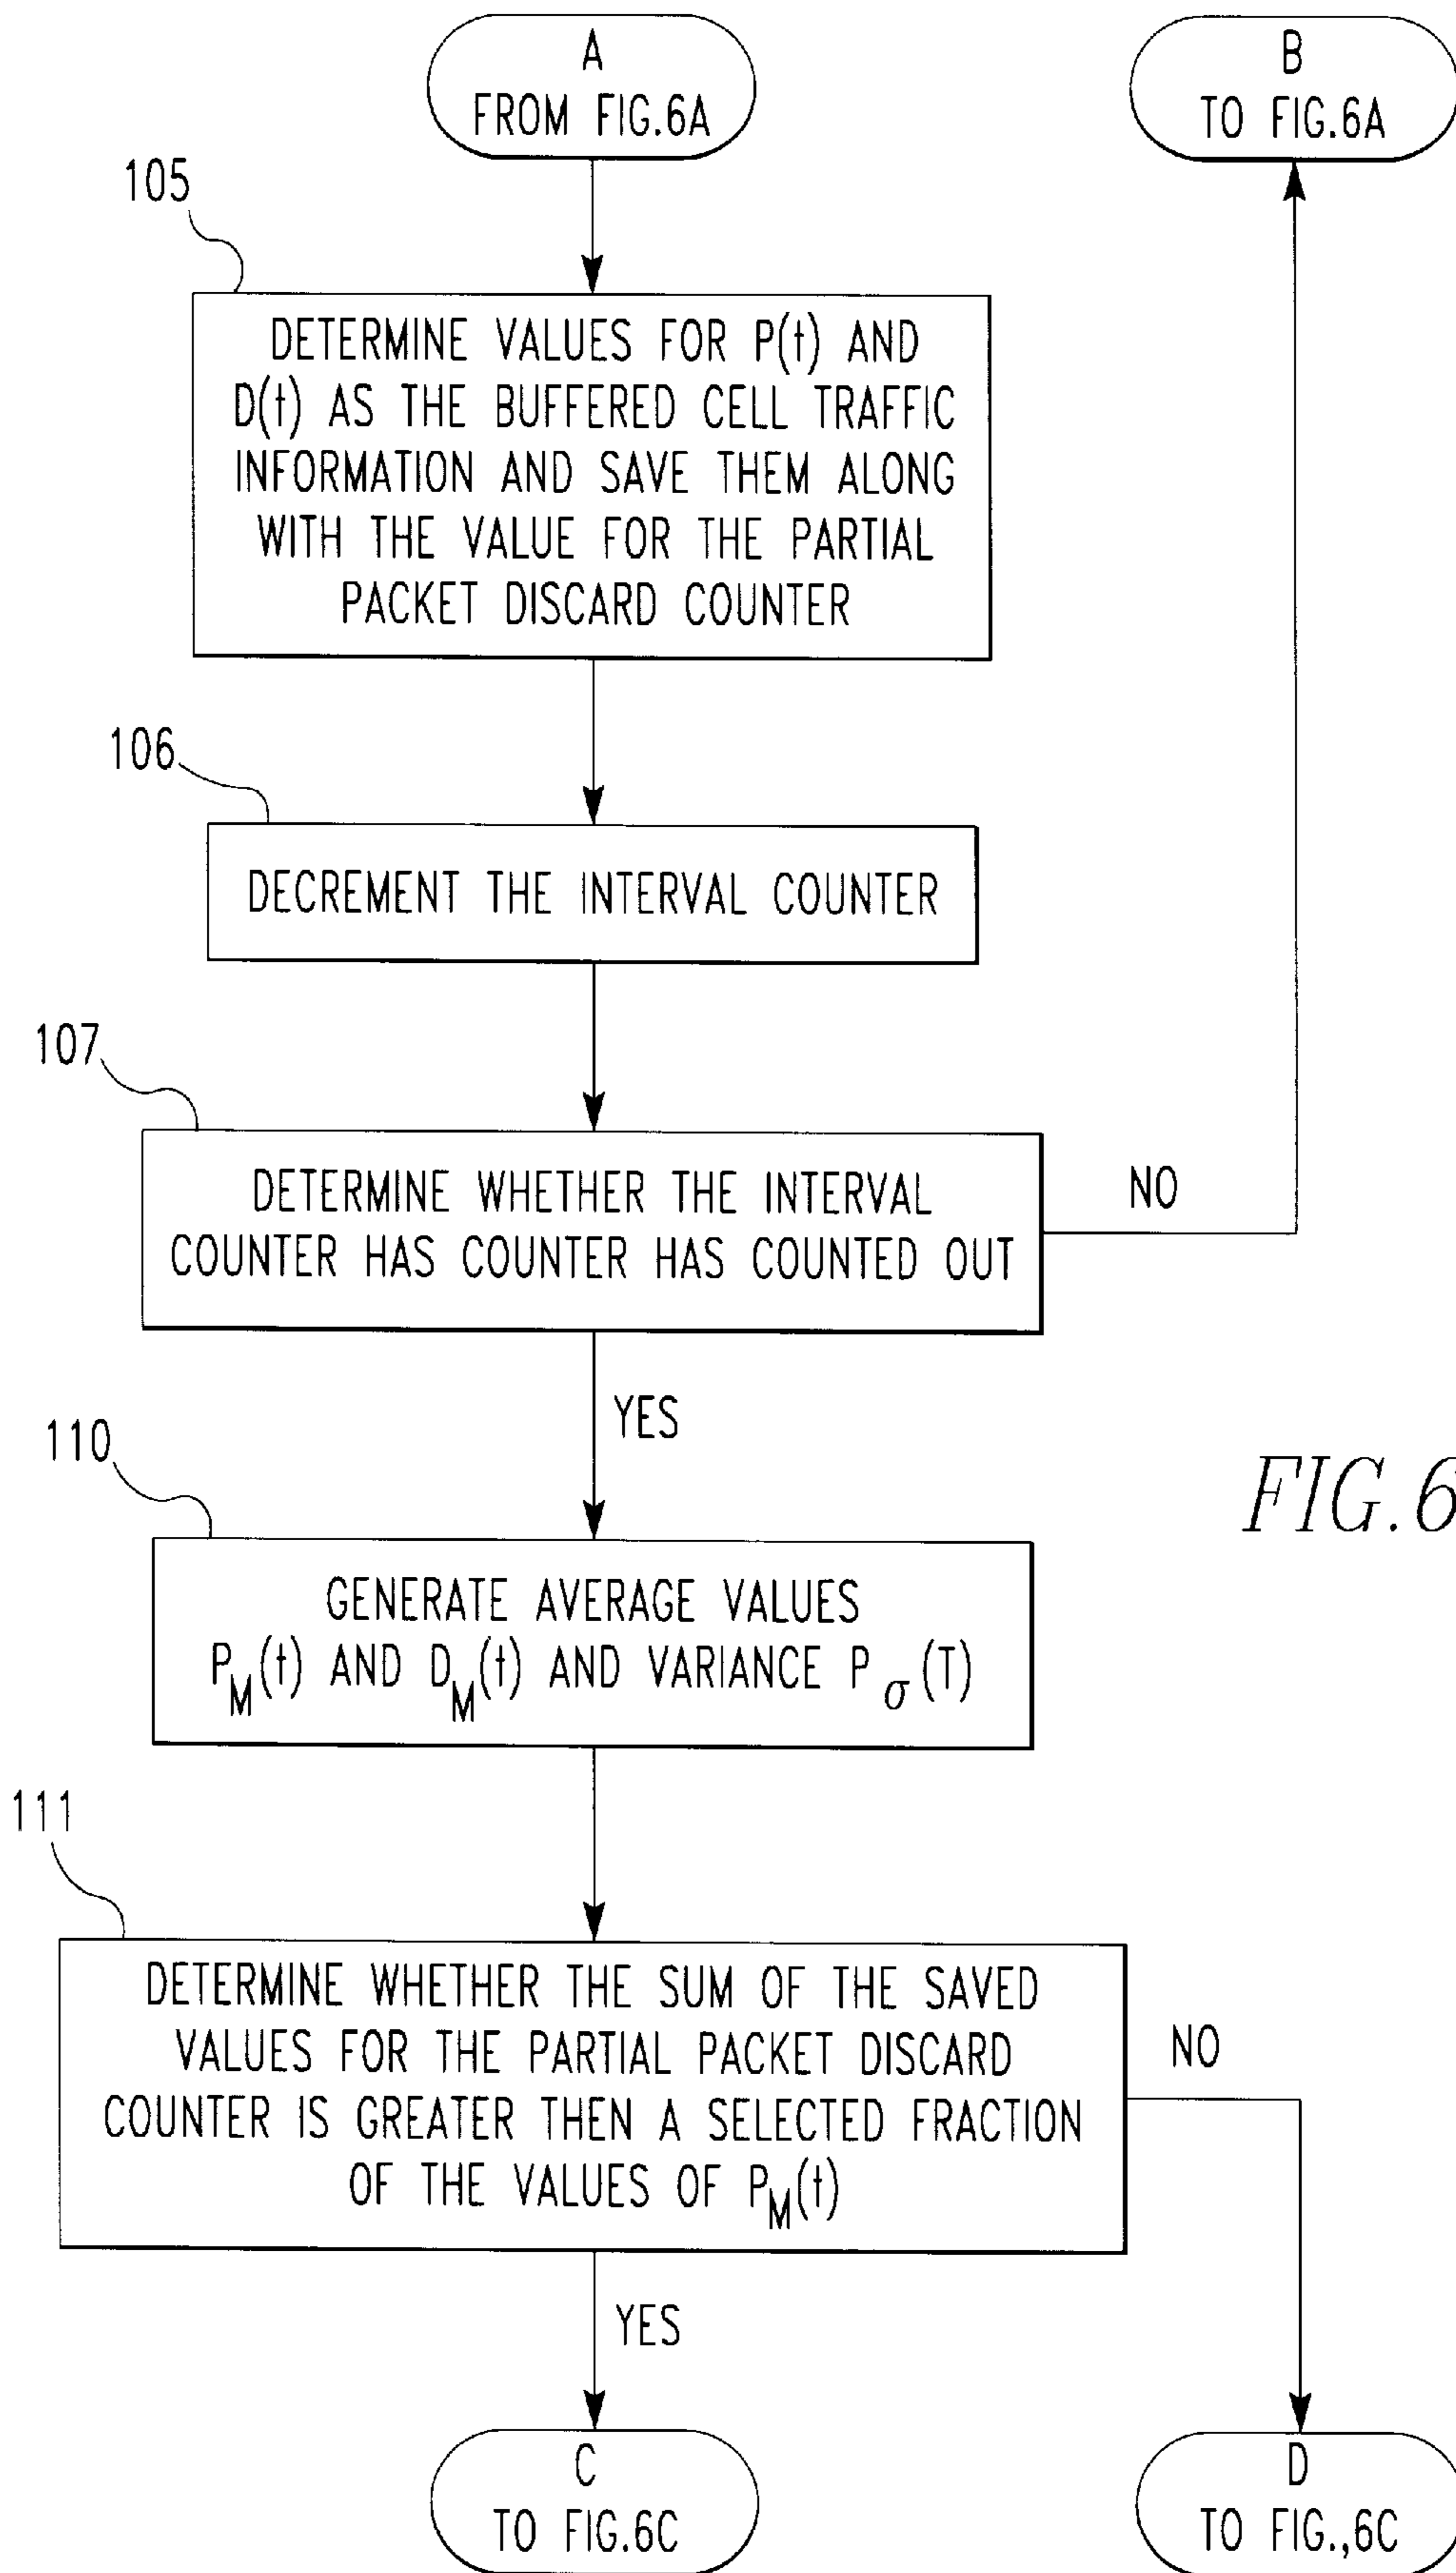 A
FROM FIG.6A
B
TO FIG.6A
105
DETERMINE VALUES FOR P(t) AND
D(t) AS THE BUFFERED CELL TRAFFIC
INFORMATION AND SAVE THEM ALONG
WITH THE VALUE FOR THE PARTIAL
PACKET DISCARD COUNTER
106
DECREMENT THE INTERVAL COUNTER
107
DETERMINE WHETHER THE INTERVAL
COUNTER HAS COUNTER HAS COUNTED OUT
NO
YES
110
GENERATE AVERAGE VALUES
P_M(t) AND D_M(t) AND VARIANCE P_σ(T)
FIG.6
111
DETERMINE WHETHER THE SUM OF THE SAVED
VALUES FOR THE PARTIAL PACKET DISCARD
COUNTER IS GREATER THEN A SELECTED FRACTION
OF THE VALUES OF P_M(t)
NO
YES
C
TO FIG.6C
D
TO FIG.,6C